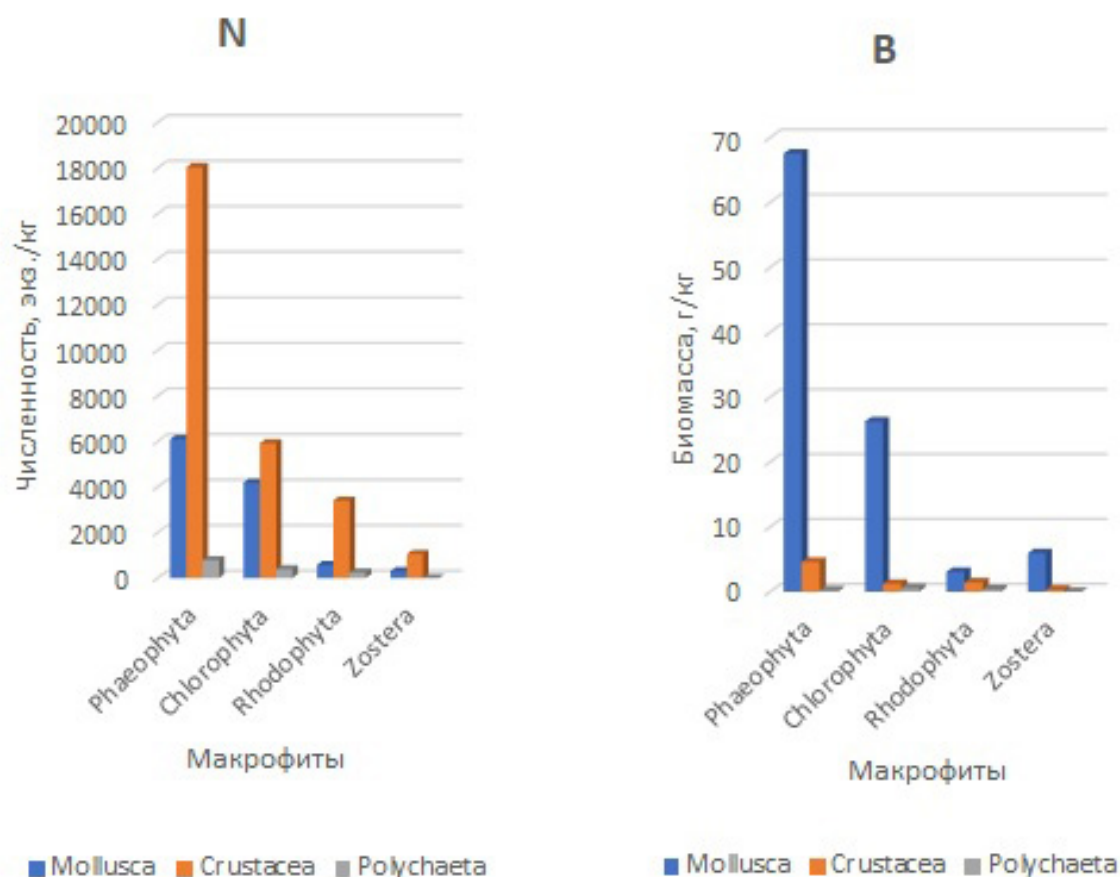 N
Численность, экз./кг
20000
18000
16000
14000
12000
10000
8000
6000
4000
2000
0
Phaeophyta
Chlorophyta
Rhodophyta
Zostera
Макрофиты
Mollusca Crustacea Polychaeta
B
Биомасса, г/кг
70
60
50
40
30
20
10
0
Phaeophyta
Chlorophyta
Rhodophyta
Zostera
Макрофиты
Mollusca Crustacea Polychaeta